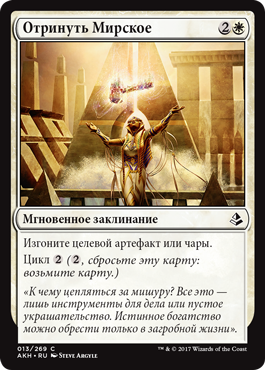 Отринуть Мирское 2
Мгновенное заклинание
Изгоните целевой артефакт или чары.
Цикл 2 (2, сбросьте эту карту:
возьмите карту.)
«К чему цепляться за мишуру? Все это —
лишь инструменты для дела или пустое
украшательство. Истинное богатство
можно обрести только в загробной жизни».
013/269 C
AKH • RU Steve Argyle
™ & © 2017 Wizards of the Coast